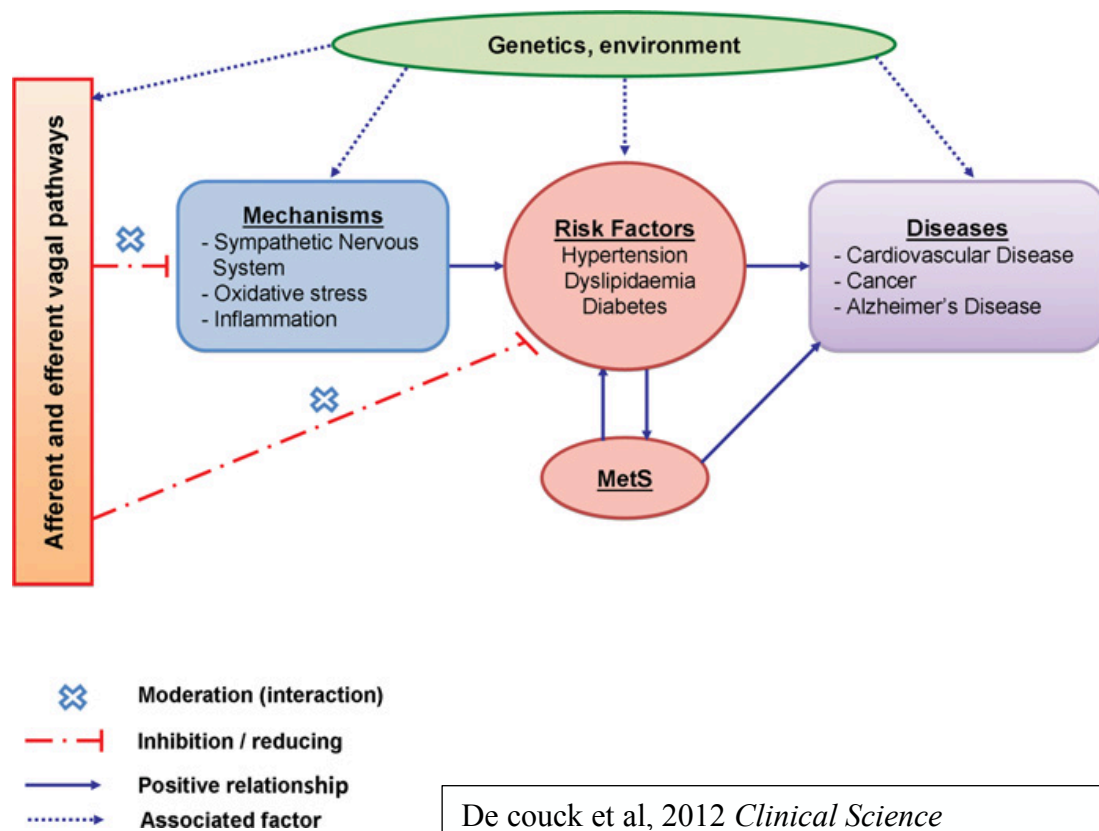 Genetics, environment
Afferent and efferent vagal pathways
Mechanisms
- Sympathetic Nervous
System
- Oxidative stress
- Inflammation
Risk Factors
Hypertension
Dyslipidaemia
Diabetes
Diseases
- Cardiovascular Disease
- Cancer
- Alzheimer's Disease
MetS
Moderation (interaction)
Inhibition / reducing
Positive relationship
Associated factor
De couck et al, 2012 Clinical Science